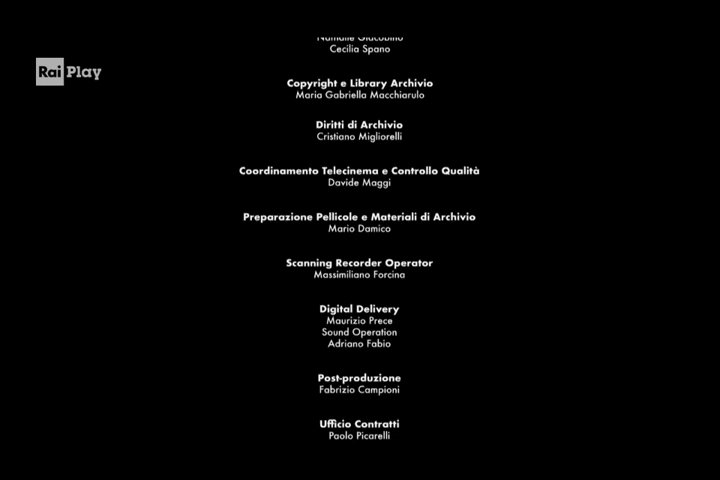 Cecilia Spano
Rai Play
Copyright e Library Archivio
Maria Gabriella Macchiarulo
Diritti di Archivio
Cristiano Migliorelli
Coordinamento Telecinema e Controllo Qualità
Davide Maggi
Preparazione Pellicole e Materiali di Archivio
Mario Damico
Scanning Recorder Operator
Massimiliano Forcina
Digital Delivery
Maurizio Prece
Sound Operation
Adriano Fabio
Post-produzione
Fabrizio Campioni
Ufficio Contratti
Paolo Picarelli